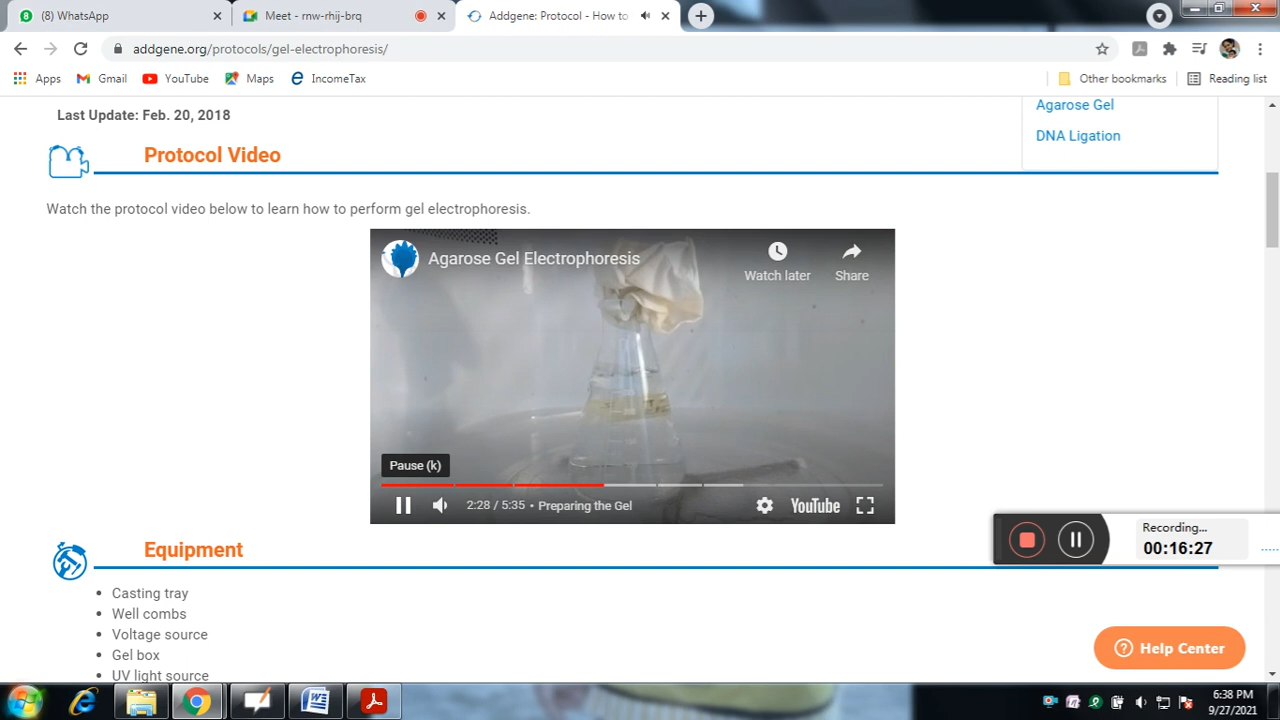 (8) WhatsApp
Meet - rnw-rhij-brq
Addgene: Protocol - How to
addgene.org/protocols/gel-electrophoresis/
Apps
Gmail
YouTube
Maps
IncomeTax
Other bookmarks
Reading list
Last Update: Feb. 20, 2018
Agarose Gel
DNA Ligation
Protocol Video
Watch the protocol video below to learn how to perform gel electrophoresis.
Agarose Gel Electrophoresis
Watch later
Share
Pause (k)
2:28 / 5:35 • Preparing the Gel
YouTube
Recording...
00:16:27
Equipment
• Casting tray
• Well combs
• Voltage source
• Gel box
• UV light source
Help Center
6:38 PM
9/27/2021